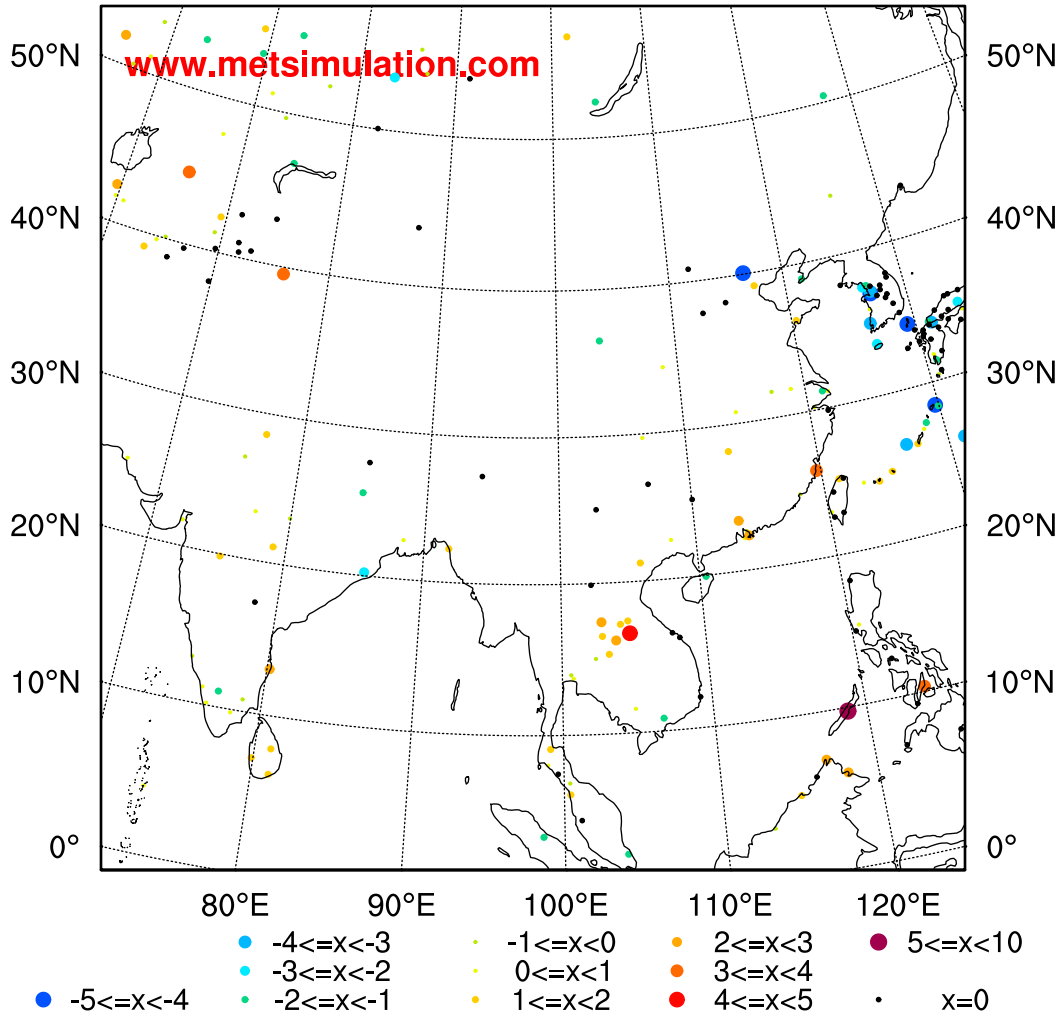 www.metsimulation.com
50°N 50°N
40°N 40°N
30°N 30°N
20°N 20°N
10°N 10°N
0° 0°
80°E 90°E 100°E 110°E 120°E
-4<=x<-3 -1<=x<0 2<=x<3 5<=x<10
-3<=x<-2 0<=x<1 3<=x<4
-5<=x<-4 -2<=x<-1 1<=x<2 4<=x<5 x=0